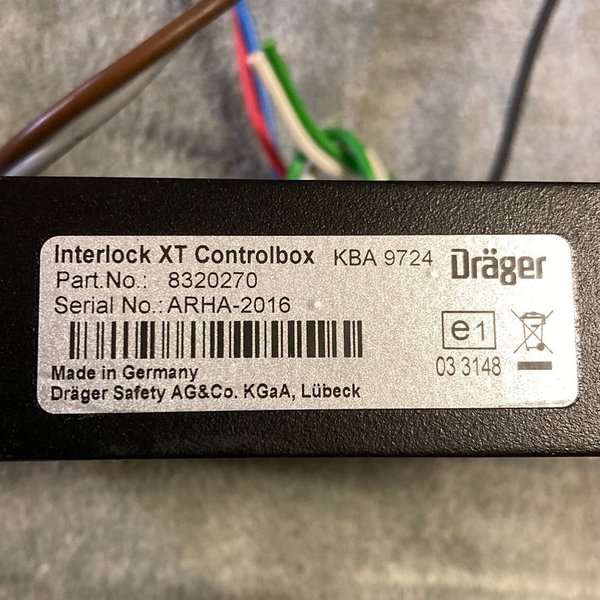 Interlock XT Controlbox KBA 9724 Dräger
Part.No.: 8320270
Serial No.: ARHA-2016
e1
03 3148
Made in Germany
Dräger Safety AG&Co. KGaA, Lübeck